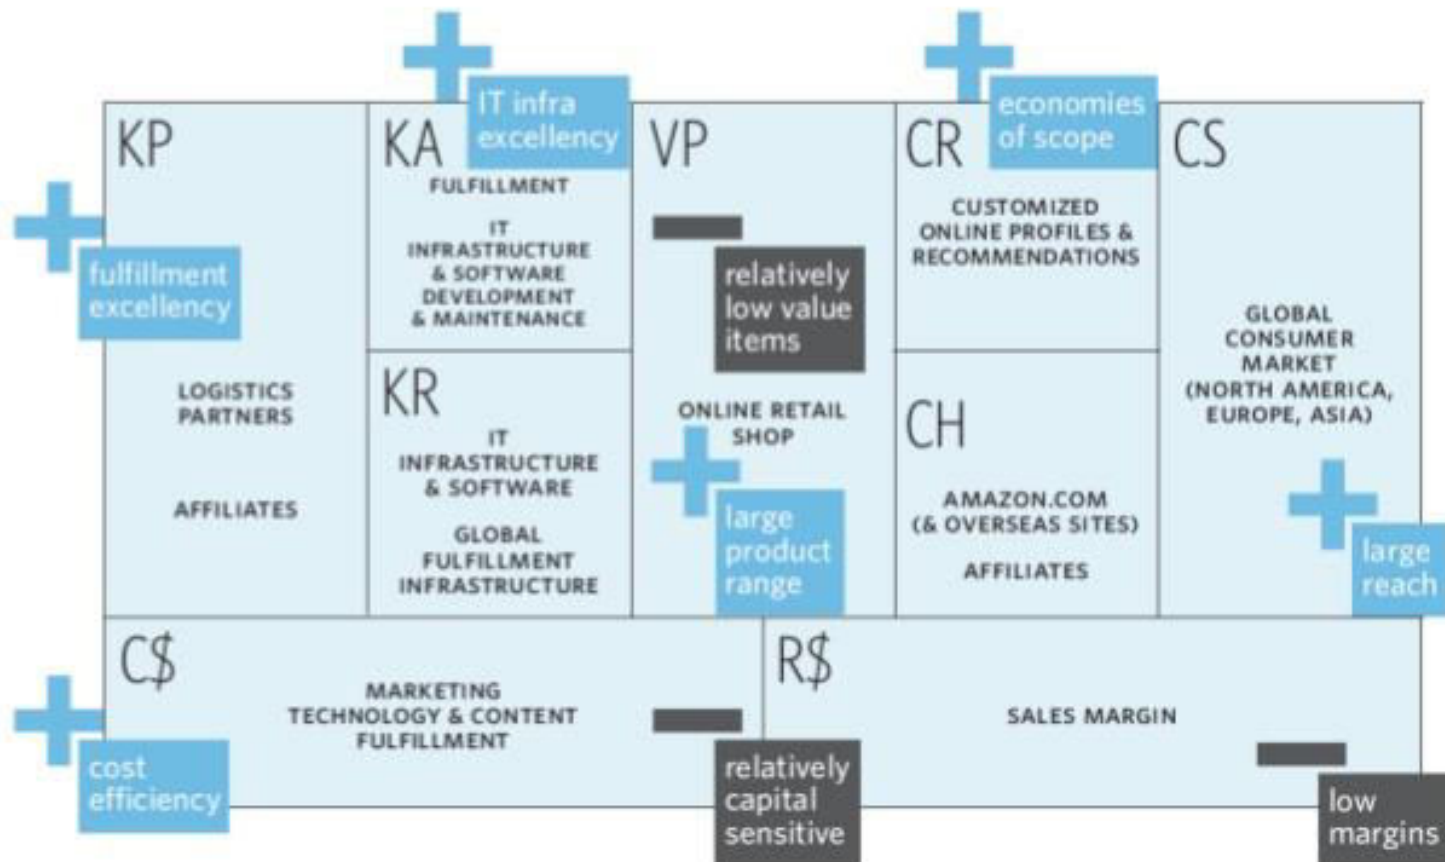 KP
fulfillment
excellency
LOGISTICS
PARTNERS
AFFILIATES
KA
IT infra
excellency
FULFILLMENT
IT
INFRASTRUCTURE
& SOFTWARE
DEVELOPMENT
& MAINTENANCE
KR
IT
INFRASTRUCTURE
& SOFTWARE
GLOBAL
FULFILLMENT
INFRASTRUCTURE
VP
relatively
low value
items
ONLINE RETAIL
SHOP
large
product
range
CR
economies
of scope
CUSTOMIZED
ONLINE PROFILES &
RECOMMENDATIONS
CH
AMAZON.COM
(& OVERSEAS SITES)
AFFILIATES
CS
GLOBAL
CONSUMER
MARKET
(NORTH AMERICA,
EUROPE, ASIA)
large
reach
C$
MARKETING
TECHNOLOGY & CONTENT
FULFILLMENT
cost
efficiency
relatively
capital
sensitive
R$
SALES MARGIN
low
margins